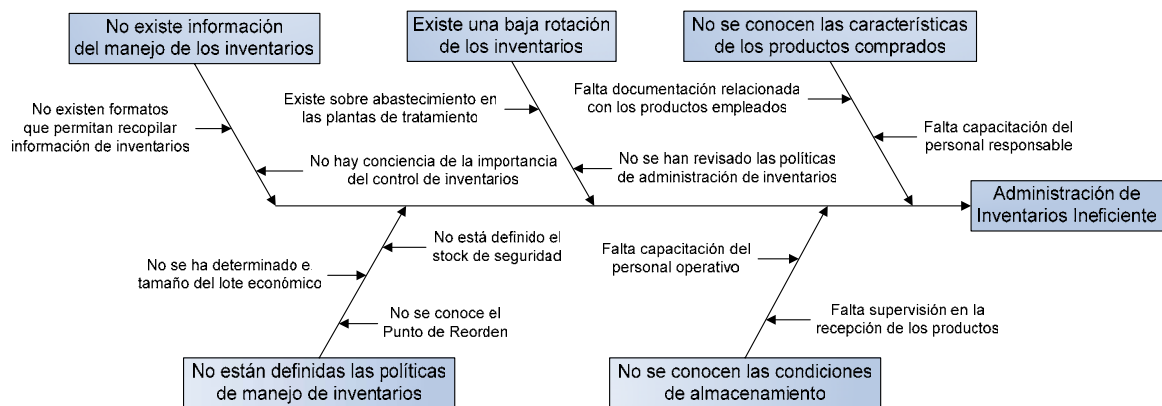 No existe información
del manejo de los inventarios
Existe una baja rotación
de los inventarios
No se conocen las características
de los productos comprados
No existen formatos
que permitan recopilar
información de inventarios
No hay conciencia de la importancia
del control de inventarios
Existe sobre abastecimiento en
las plantas de tratamiento
No se han revisado las políticas
de administración de inventarios
Falta documentación relacionada
con los productos empleados
Falta capacitación del
personal responsable
Administración de
Inventarios Ineficiente
No está definido el
stock de seguridad
No se ha determinado e
tamaño del lote económico
No se conoce el
Punto de Reorden
No están definidas las políticas
de manejo de inventarios
Falta capacitación del
personal operativo
Falta supervisión en la
recepción de los productos
No se conocen las condiciones
de almacenamiento